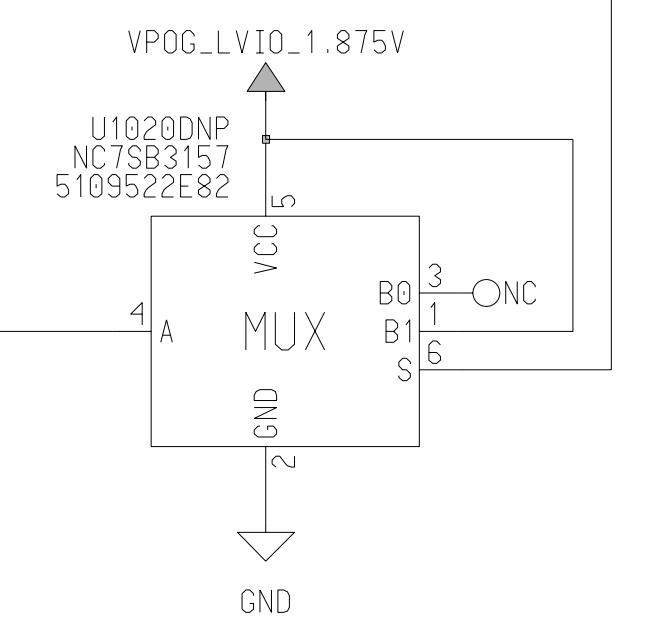 VPOG_LVIO_1.875V
U1020DNP
NC7SB3157
5109522E82
5
VCC
3
B0
NC
4
A
MUX
1
B1
6
S
GND
2
GND